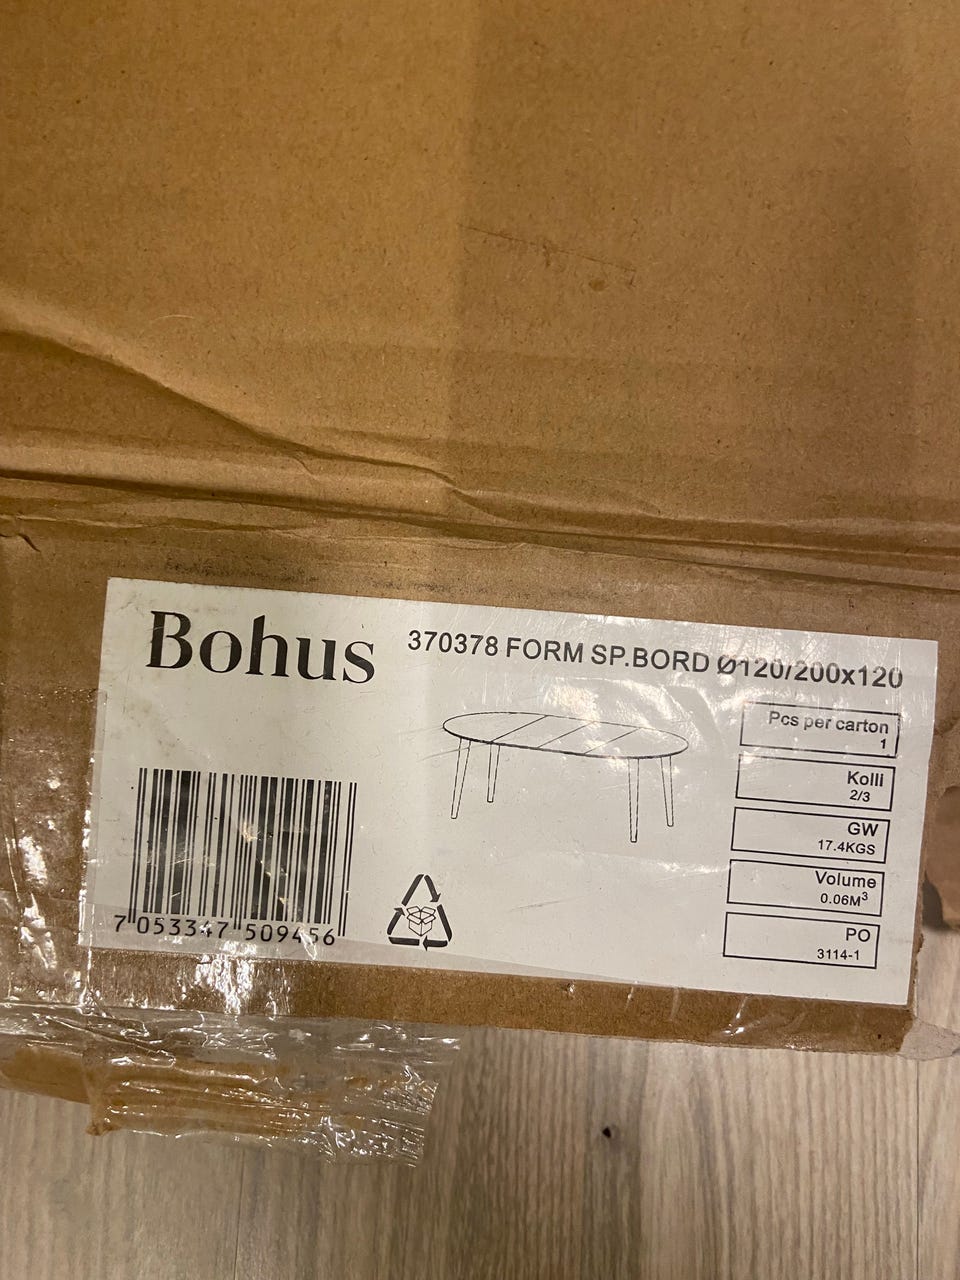 Bohus
370378 FORM SP.BORD Ø120/200x120
Pcs per carton
1
Kolli
2/3
GW
17.4KGS
Volume
0.06M³
PO
3114-1
7 053347 509456